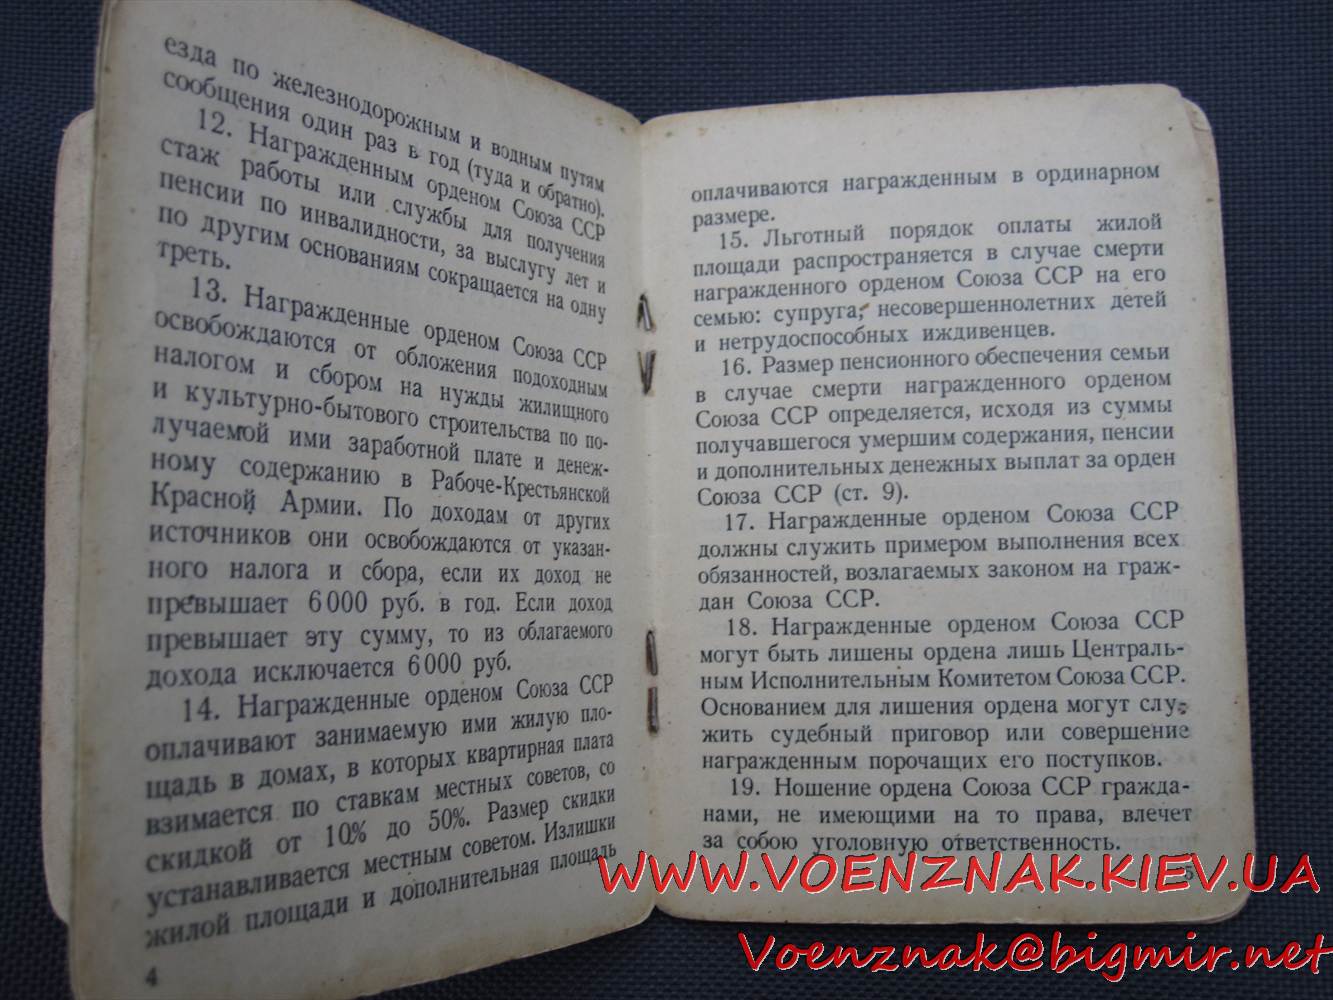 езда по железнодорожным и водным путям
сообщения один раз в год (туда и обратно).
12. Награжденным орденом Союза ССР
стаж работы или службы для получения
пенсии по инвалидности, за выслугу лет и
по другим основаниям сокращается на одну
треть.
13. Награжденные орденом Союза ССР
освобождаются от обложения подоходным
налогом и сбором на нужды жилищного
и культурно-бытового строительства по по-
лучаемой ими заработной плате и денеж-
ному содержанию в Рабоче-Крестьянской
Красной Армии. По доходам от других
источников они освобождаются от указан-
ного налога и сбора, если их доход не
превышает 6 000 руб. в год. Если доход
превышает эту сумму, то из облагаемого
дохода исключается 6 000 руб.
14. Награжденные орденом Союза ССР
оплачивают занимаемую ими жилую пло-
щадь в домах, в которых квартирная плата
взимается по ставкам местных советов, со
скидкой от 10% до 50%. Размер скидки
устанавливается местным советом. Излишки
жилой площади и дополнительная площадь
4
оплачиваются награжденным в ординарном
размере.
15. Льготный порядок оплаты жилой
площади распространяется в случае смерти
награжденного орденом Союза ССР на его
семью: супруга, несовершеннолетних детей
и нетрудоспособных иждивенцев.
16. Размер пенсионного обеспечения семьи
в случае смерти награжденного орденом
Союза ССР определяется, исходя из суммы
получавшегося умершим содержания, пенсии
и дополнительных денежных выплат за орден
Союза ССР (ст. 9).
17. Награжденные орденом Союза ССР
должны служить примером выполнения всех
обязанностей, возлагаемых законом на граж-
дан Союза ССР.
18. Награжденные орденом Союза ССР
могут быть лишены ордена лишь Централь-
ным Исполнительным Комитетом Союза ССР.
Основанием для лишения ордена могут слу-
жить судебный приговор или совершение
награжденным порочащих его поступков.
19. Ношение ордена Союза ССР гражда-
нами, не имеющими на то права, влечет
за собою уголовную ответственность.
5
WWW.VOENZNAK.KIEV.UA
Voenznak@bigmir.net